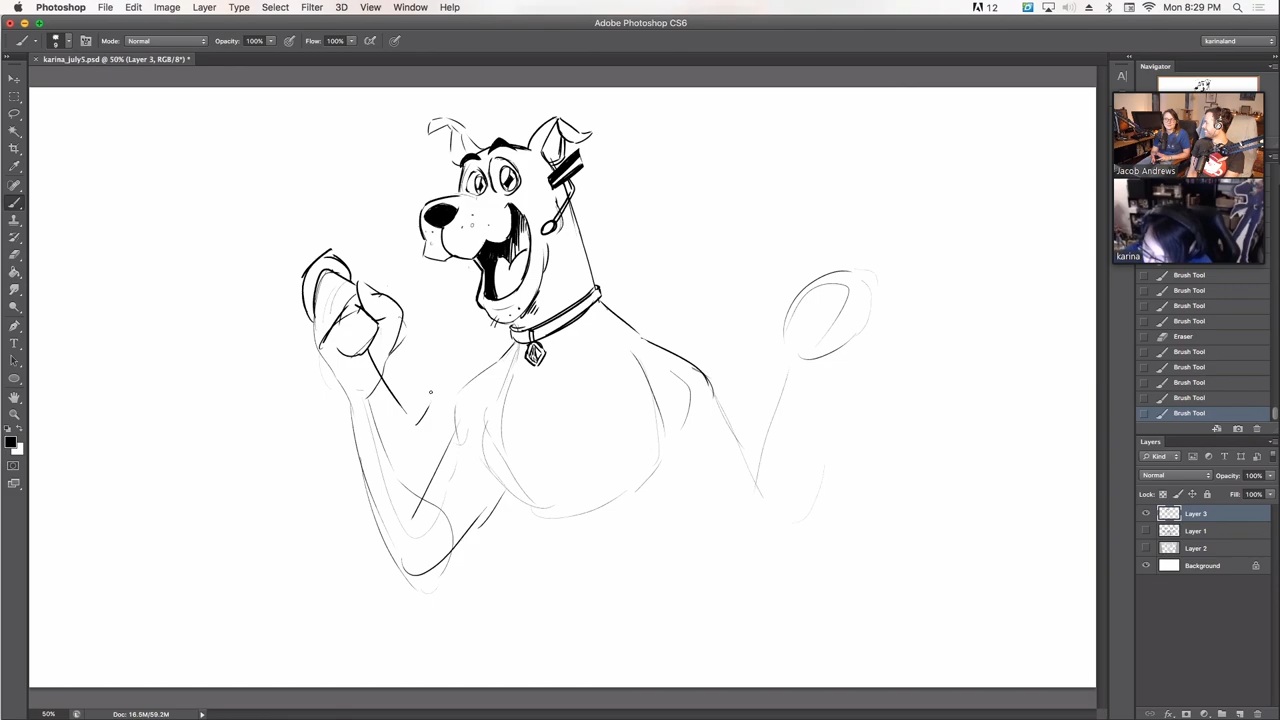 Photoshop File Edit Image Layer Type Select Filter 3D View Window Help 12 Mon 8:29 PM
Adobe Photoshop CS6
Mode: Normal Opacity: 100% Flow: 100% karinaland
× karina_july5.psd @ 50% (Layer 3, RGB/8*) *
Navigator
A
Jacob Andrews
karina
Brush Tool
Brush Tool
Brush Tool
Brush Tool
Eraser
Brush Tool
Brush Tool
Brush Tool
Brush Tool
Brush Tool
Layers
Kind
Normal Opacity: 100%
Lock: Fill: 100%
Layer 3
Layer 1
Layer 2
Background
50% Doc: 16.5M/59.2M